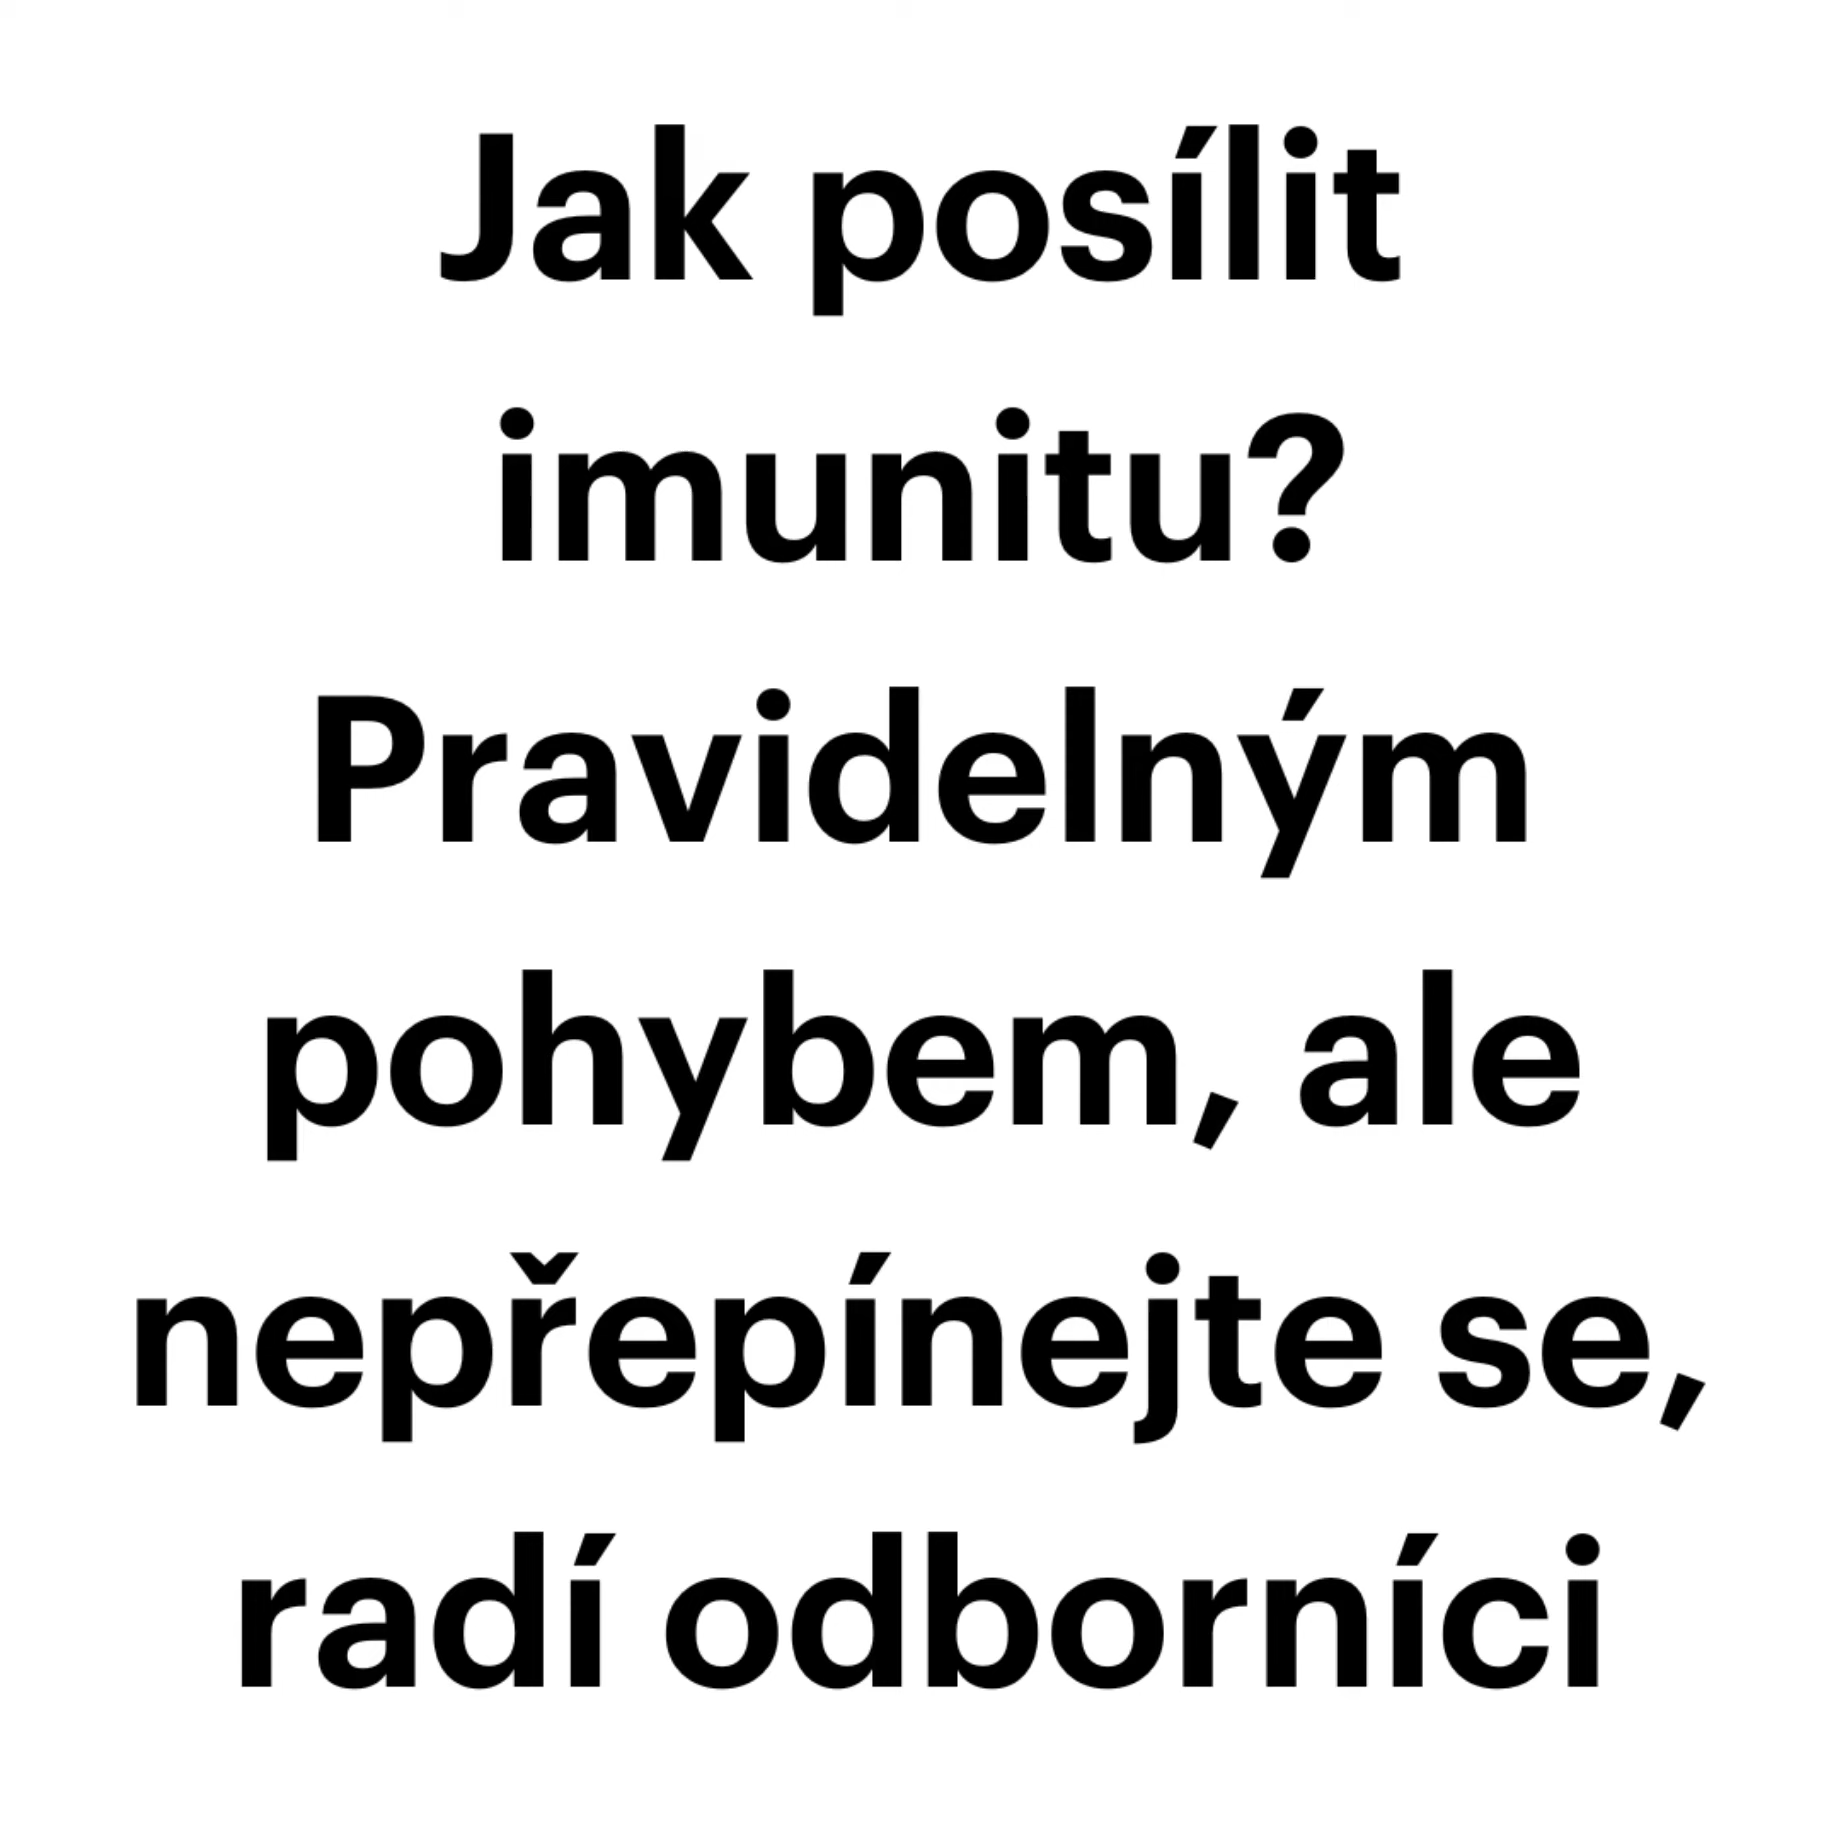 Jak posílit
imunitu?
Pravidelným
pohybem, ale
nepřepínejte se,
radí odborníci